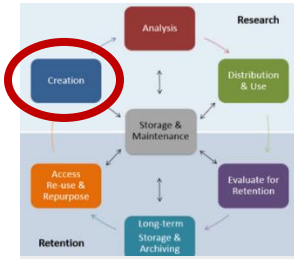 Analysis
Research
Creation
Distribution
& Use
Storage &
Maintenance
Access
Re-use &
Repurpose
Evaluate for
Retention
Long-term
Storage &
Archiving
Retention